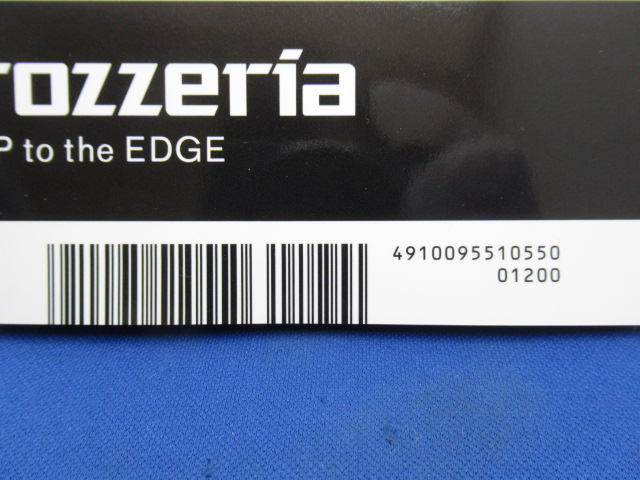 rozzeria
P to the EDGE
4910095510550
01200